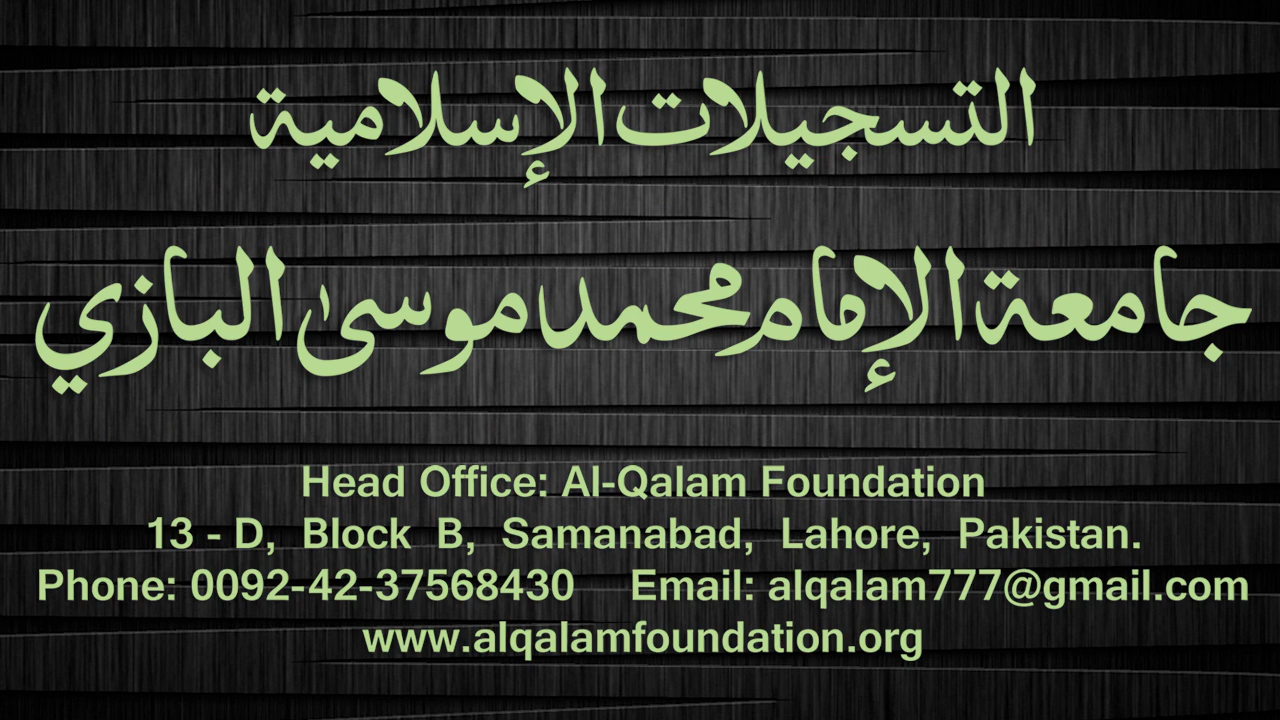 التسجيلات الإسلامية
جامعة الإمام محمد موسىٰ البازي
Head Office: Al-Qalam Foundation
13 - D, Block B, Samanabad, Lahore, Pakistan.
Phone: 0092-42-37568430 Email: alqalam777@gmail.com
www.alqalamfoundation.org